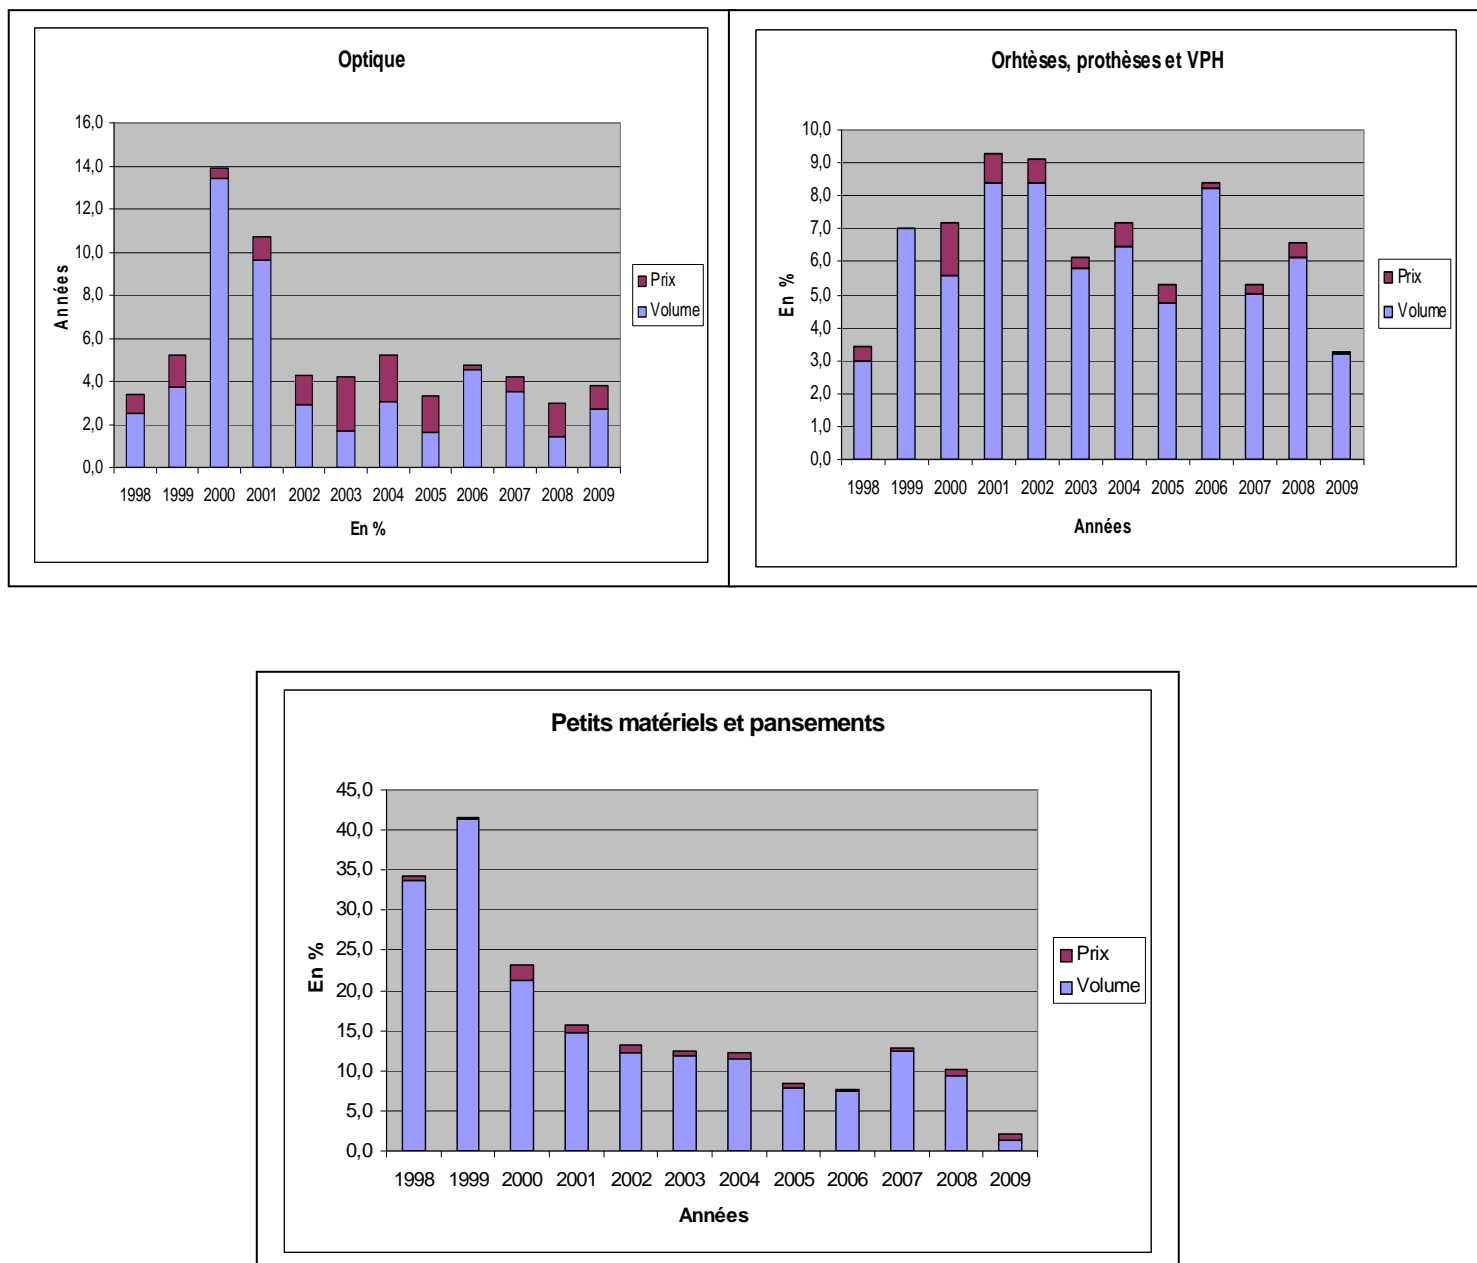 Optique
16,0
14,0
12,0
10,0
8,0
6,0
4,0
2,0
0,0
Années
1998 1999 2000 2001 2002 2003 2004 2005 2006 2007 2008 2009
En %
Prix
Volume
Orhtèses, prothèses et VPH
10,0
9,0
8,0
7,0
6,0
5,0
4,0
3,0
2,0
1,0
0,0
En %
1998 1999 2000 2001 2002 2003 2004 2005 2006 2007 2008 2009
Années
Prix
Volume
Petits matériels et pansements
45,0
40,0
35,0
30,0
25,0
20,0
15,0
10,0
5,0
0,0
En %
1998 1999 2000 2001 2002 2003 2004 2005 2006 2007 2008 2009
Années
Prix
Volume